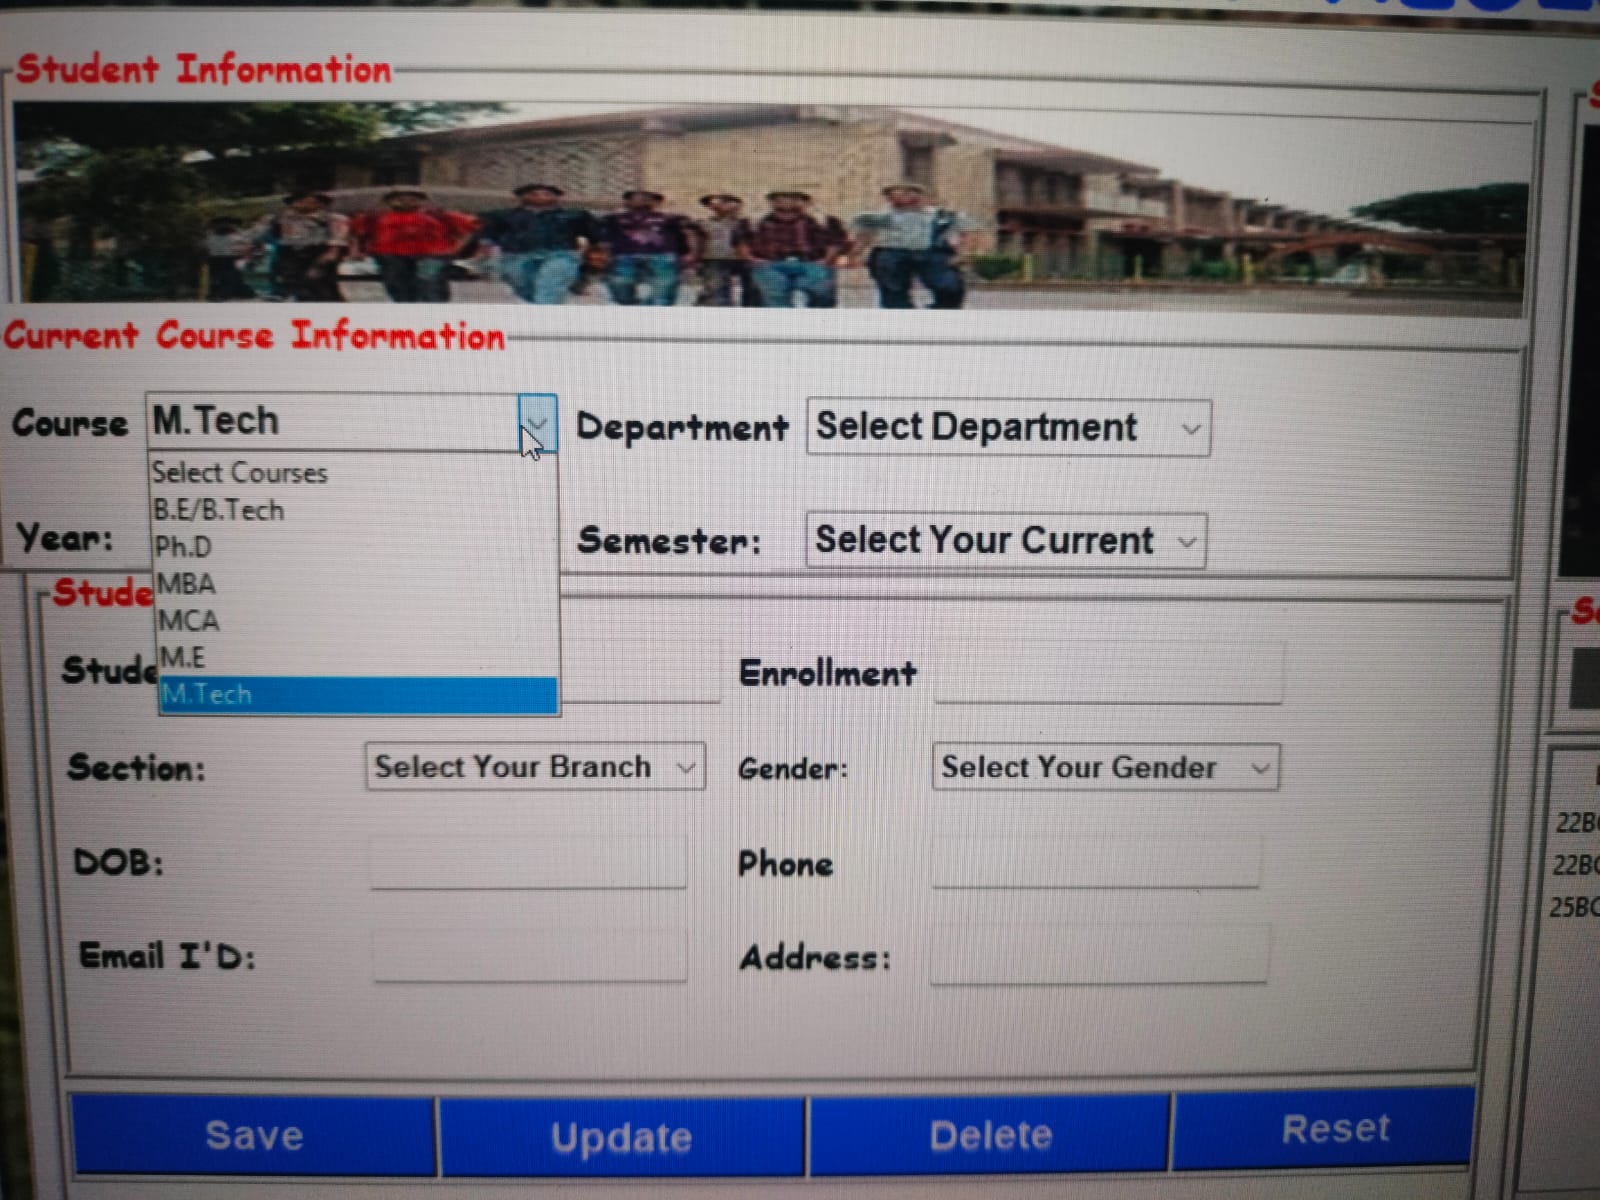 Student Information
Current Course Information
Course M.Tech Department Select Department
Select Courses
B.E/B.Tech
Year: Ph.D Semester: Select Your Current
MBA
Stude
MCA
M.E
Stude Enrollment
M.Tech
Section: Select Your Branch Gender: Select Your Gender
DOB: Phone
Email I'D: Address:
Save Update Delete Reset
22B
22B
25B